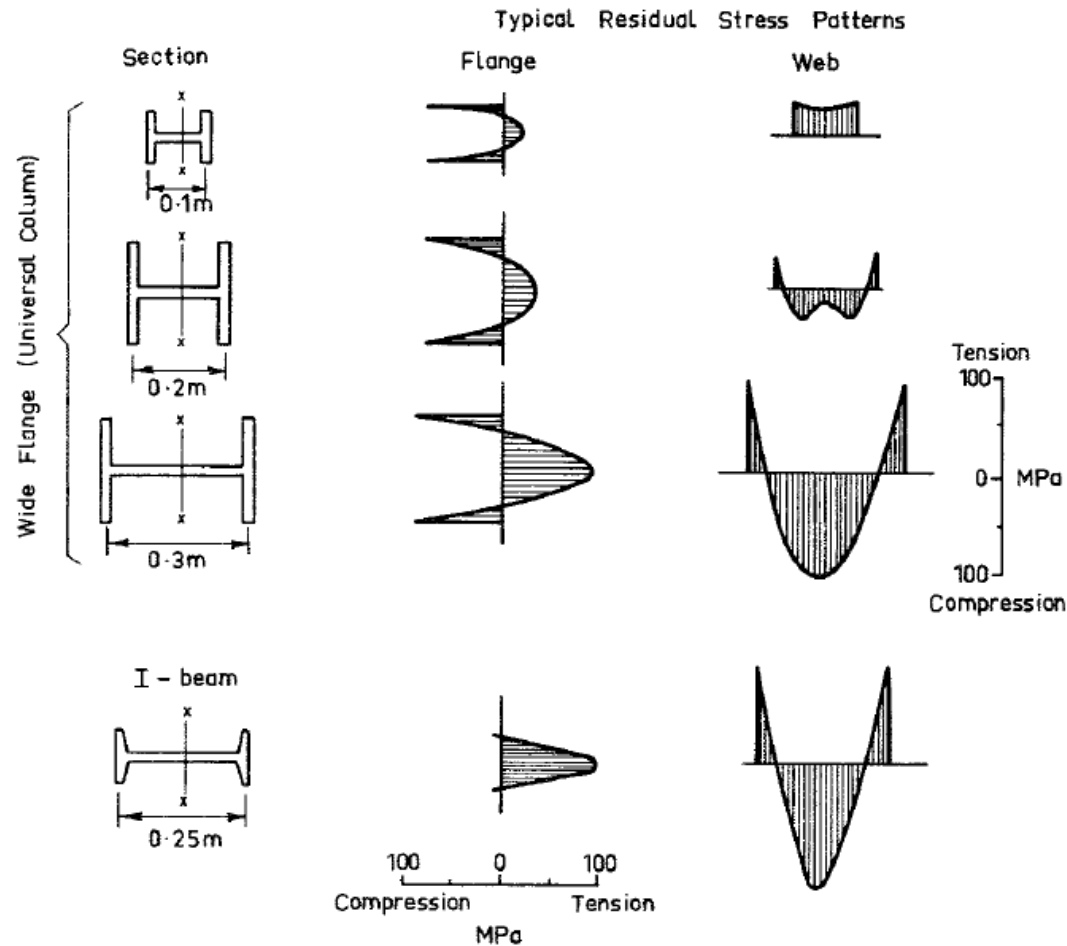 Typical Residual Stress Patterns
Section
Flange
Web
Wide Flange (Universal Column)
x
x
0·1m
x
x
0·2m
x
x
0·3m
Tension
100
0
MPa
100
Compression
I - beam
x
x
0·25m
100
0
100
Compression
Tension
MPa